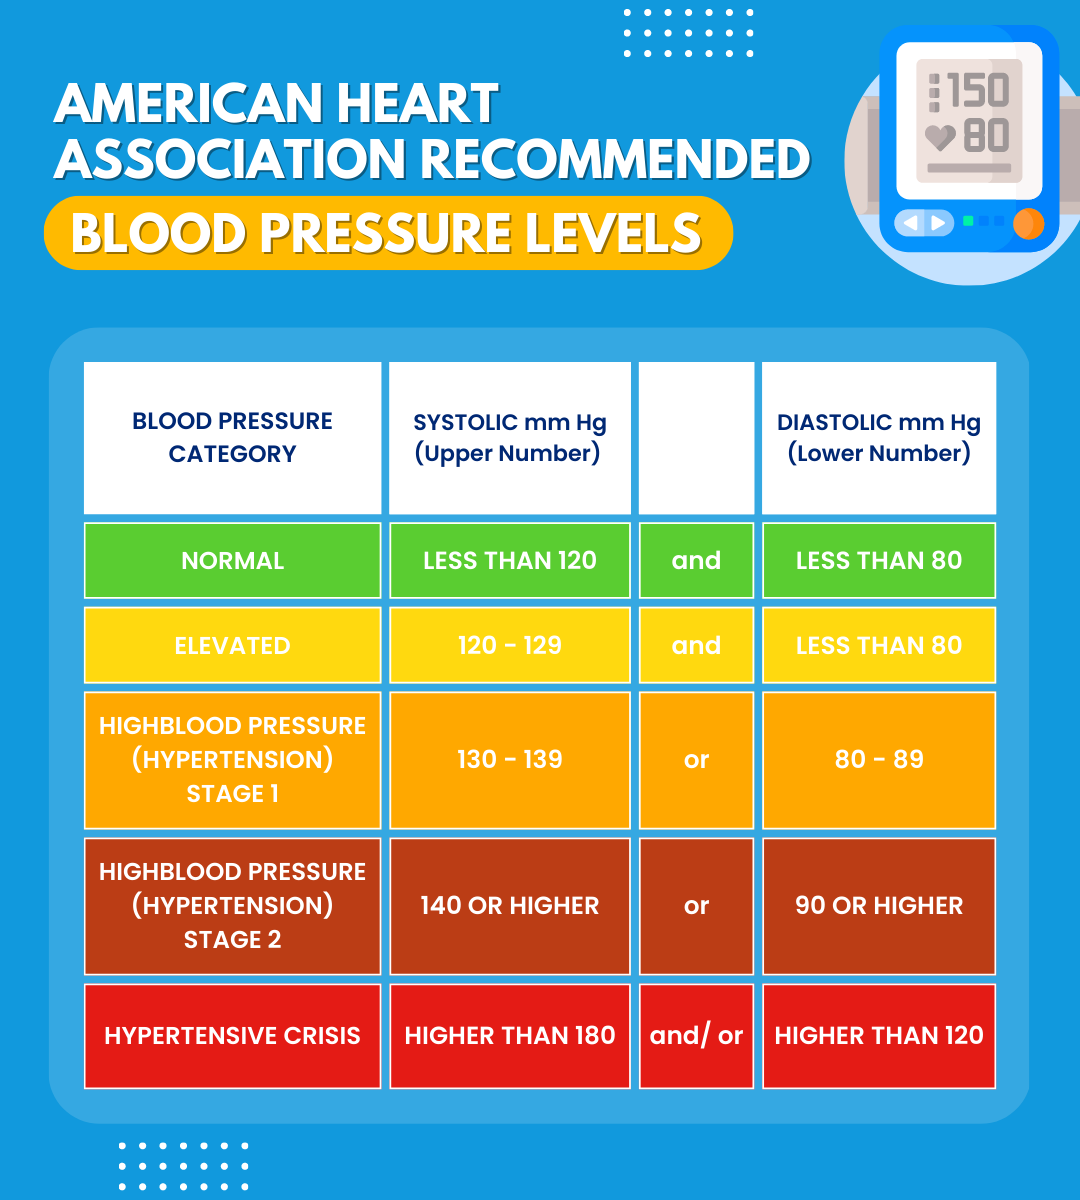 AMERICAN HEART
ASSOCIATION RECOMMENDED
BLOOD PRESSURE LEVELS
150
80
BLOOD PRESSURE
CATEGORY
SYSTOLIC mm Hg
(Upper Number)
DIASTOLIC mm Hg
(Lower Number)
NORMAL
LESS THAN 120
and
LESS THAN 80
ELEVATED
120 - 129
and
LESS THAN 80
HIGHBLOOD PRESSURE
(HYPERTENSION)
STAGE 1
130 - 139
or
80 - 89
HIGHBLOOD PRESSURE
(HYPERTENSION)
STAGE 2
140 OR HIGHER
or
90 OR HIGHER
HYPERTENSIVE CRISIS
HIGHER THAN 180
and/ or
HIGHER THAN 120